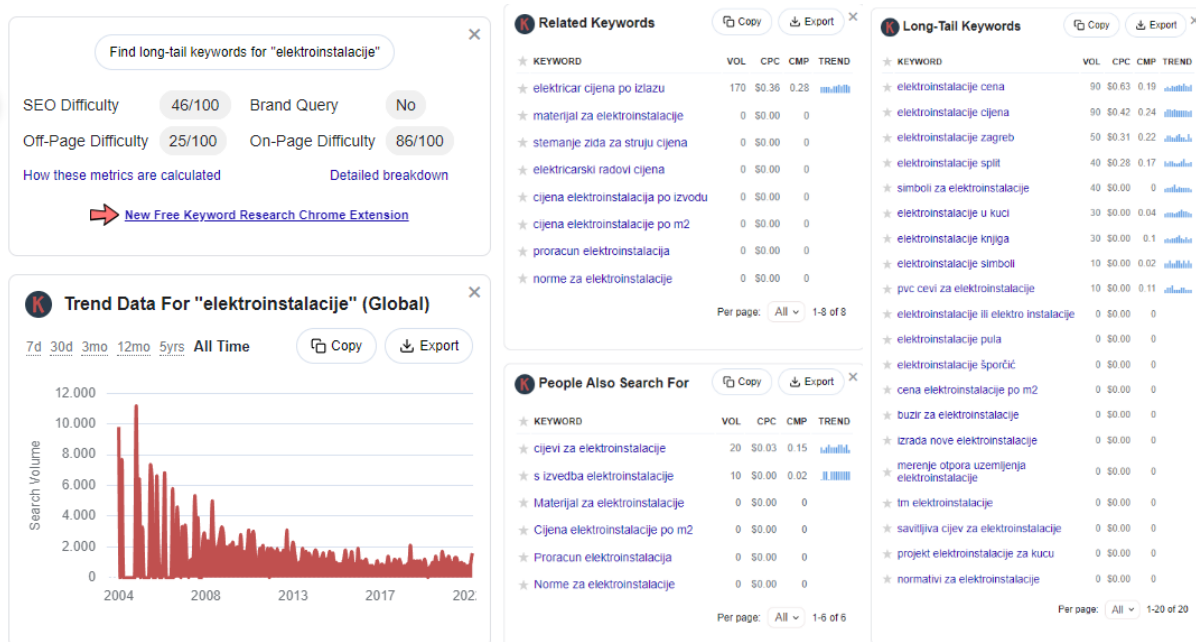 Find long-tail keywords for "elektroinstalacije"
SEO Difficulty 46/100 Brand Query No
Off-Page Difficulty 25/100 On-Page Difficulty 86/100
How these metrics are calculated Detailed breakdown
New Free Keyword Research Chrome Extension
K Trend Data For "elektroinstalacije" (Global)
7d 30d 3mo 12mo 5yrs All Time Copy Export
Search Volume
12.000
10.000
8.000
6.000
4.000
2.000
0
2004 2008 2013 2017 202
K Related Keywords Copy Export
KEYWORD VOL CPC CMP TREND
elektricar cijena po izlazu 170 $0.36 0.28
materijal za elektroinstalacije 0 $0.00 0
stemanje zida za struju cijena 0 $0.00 0
elektricarski radovi cijena 0 $0.00 0
cijena elektroinstalacija po izvodu 0 $0.00 0
cijena elektroinstalacije po m2 0 $0.00 0
proracun elektroinstalacija 0 $0.00 0
norme za elektroinstalacije 0 $0.00 0
Per page: All 1-8 of 8
K People Also Search For Copy Export
KEYWORD VOL CPC CMP TREND
cijevi za elektroinstalacije 20 $0.03 0.15
s izvedba elektroinstalacije 10 $0.00 0.02
Materijal za elektroinstalacije 0 $0.00 0
Cijena elektroinstalacije po m2 0 $0.00 0
Proracun elektroinstalacija 0 $0.00 0
Norme za elektroinstalacije 0 $0.00 0
Per page: All 1-6 of 6
K Long-Tail Keywords Copy Export
KEYWORD VOL CPC CMP TREND
elektroinstalacije cena 90 $0.63 0.19
elektroinstalacije cijena 90 $0.42 0.24
elektroinstalacije zagreb 50 $0.31 0.22
elektroinstalacije split 40 $0.28 0.17
simboli za elektroinstalacije 40 $0.00 0
elektroinstalacije u kuci 30 $0.00 0.04
elektroinstalacije knjiga 30 $0.00 0.1
elektroinstalacije simboli 10 $0.00 0.02
pvc cevi za elektroinstalacije 10 $0.00 0.11
elektroinstalacije ili elektro instalacije 0 $0.00 0
elektroinstalacije pula 0 $0.00 0
elektroinstalacije šporčić 0 $0.00 0
cena elektroinstalacije po m2 0 $0.00 0
buzir za elektroinstalacije 0 $0.00 0
izrada nove elektroinstalacije 0 $0.00 0
merenje otpora uzemljenja
elektroinstalacije 0 $0.00 0
tm elektroinstalacije 0 $0.00 0
savitljiva cijev za elektroinstalacije 0 $0.00 0
projekt elektroinstalacije za kucu 0 $0.00 0
normativi za elektroinstalacije 0 $0.00 0
Per page: All 1-20 of 20